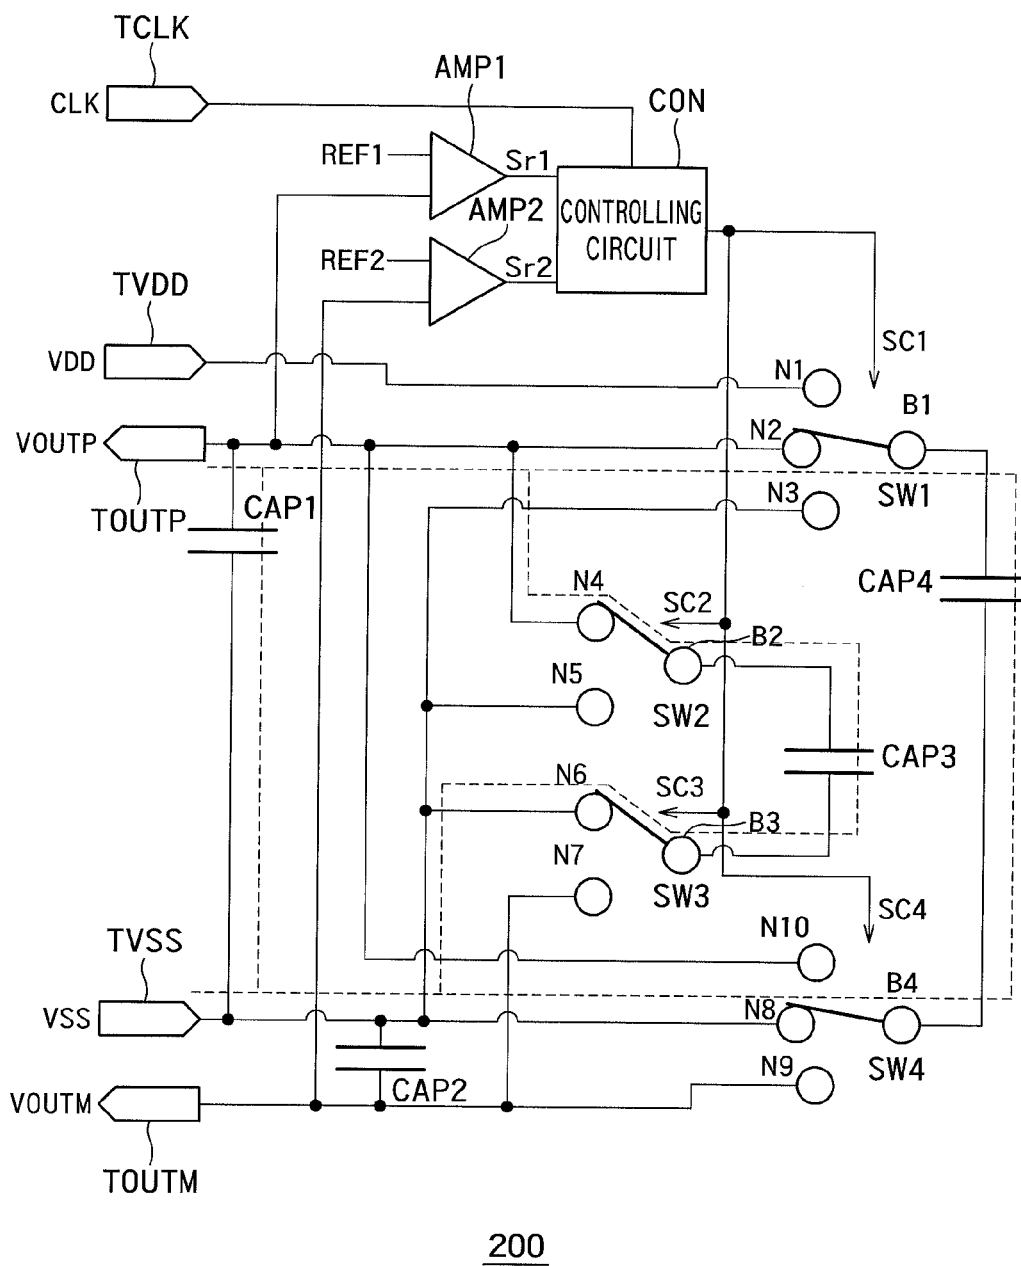 TCLK
CLK
AMP1
CON
REF1
Sr1
AMP2
CONTROLLING
CIRCUIT
REF2
Sr2
TVDD
VDD
SC1
N1
B1
VOUTP
N2
N3
SW1
TOUTP
CAP1
CAP4
N4
SC2
B2
N5
SW2
CAP3
N6
SC3
B3
N7
SW3
SC4
N10
TVSS
B4
VSS
N8
SW4
N9
CAP2
VOUTM
TOUTM
200